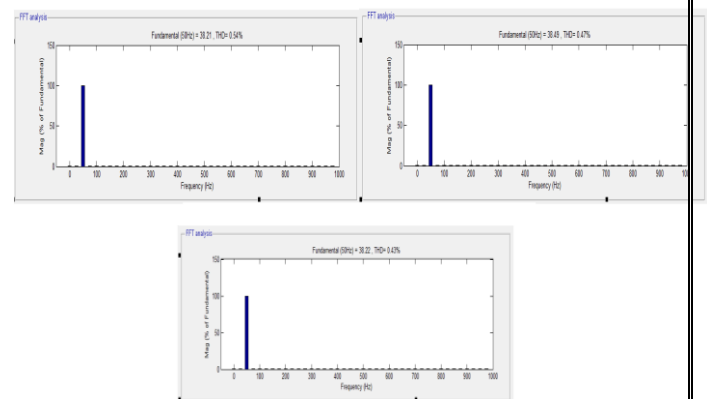 FFT analysis
Fundamental (50Hz) = 38.21 , THD= 0.54%
150
100
50
0
Mag (% of Fundamental)
0 100 200 300 400 500 600 700 800 900 1000
Frequency (Hz)
FFT analysis
Fundamental (50Hz) = 38.49 , THD= 0.47%
150
100
50
0
Mag (% of Fundamental)
0 100 200 300 400 500 600 700 800 900
Frequency (Hz)
FFT analysis
Fundamental (50Hz) = 38.22 , THD= 0.43%
150
100
50
0
Mag (% of Fundamental)
0 100 200 300 400 500 600 700 800 900 1000
Frequency (Hz)